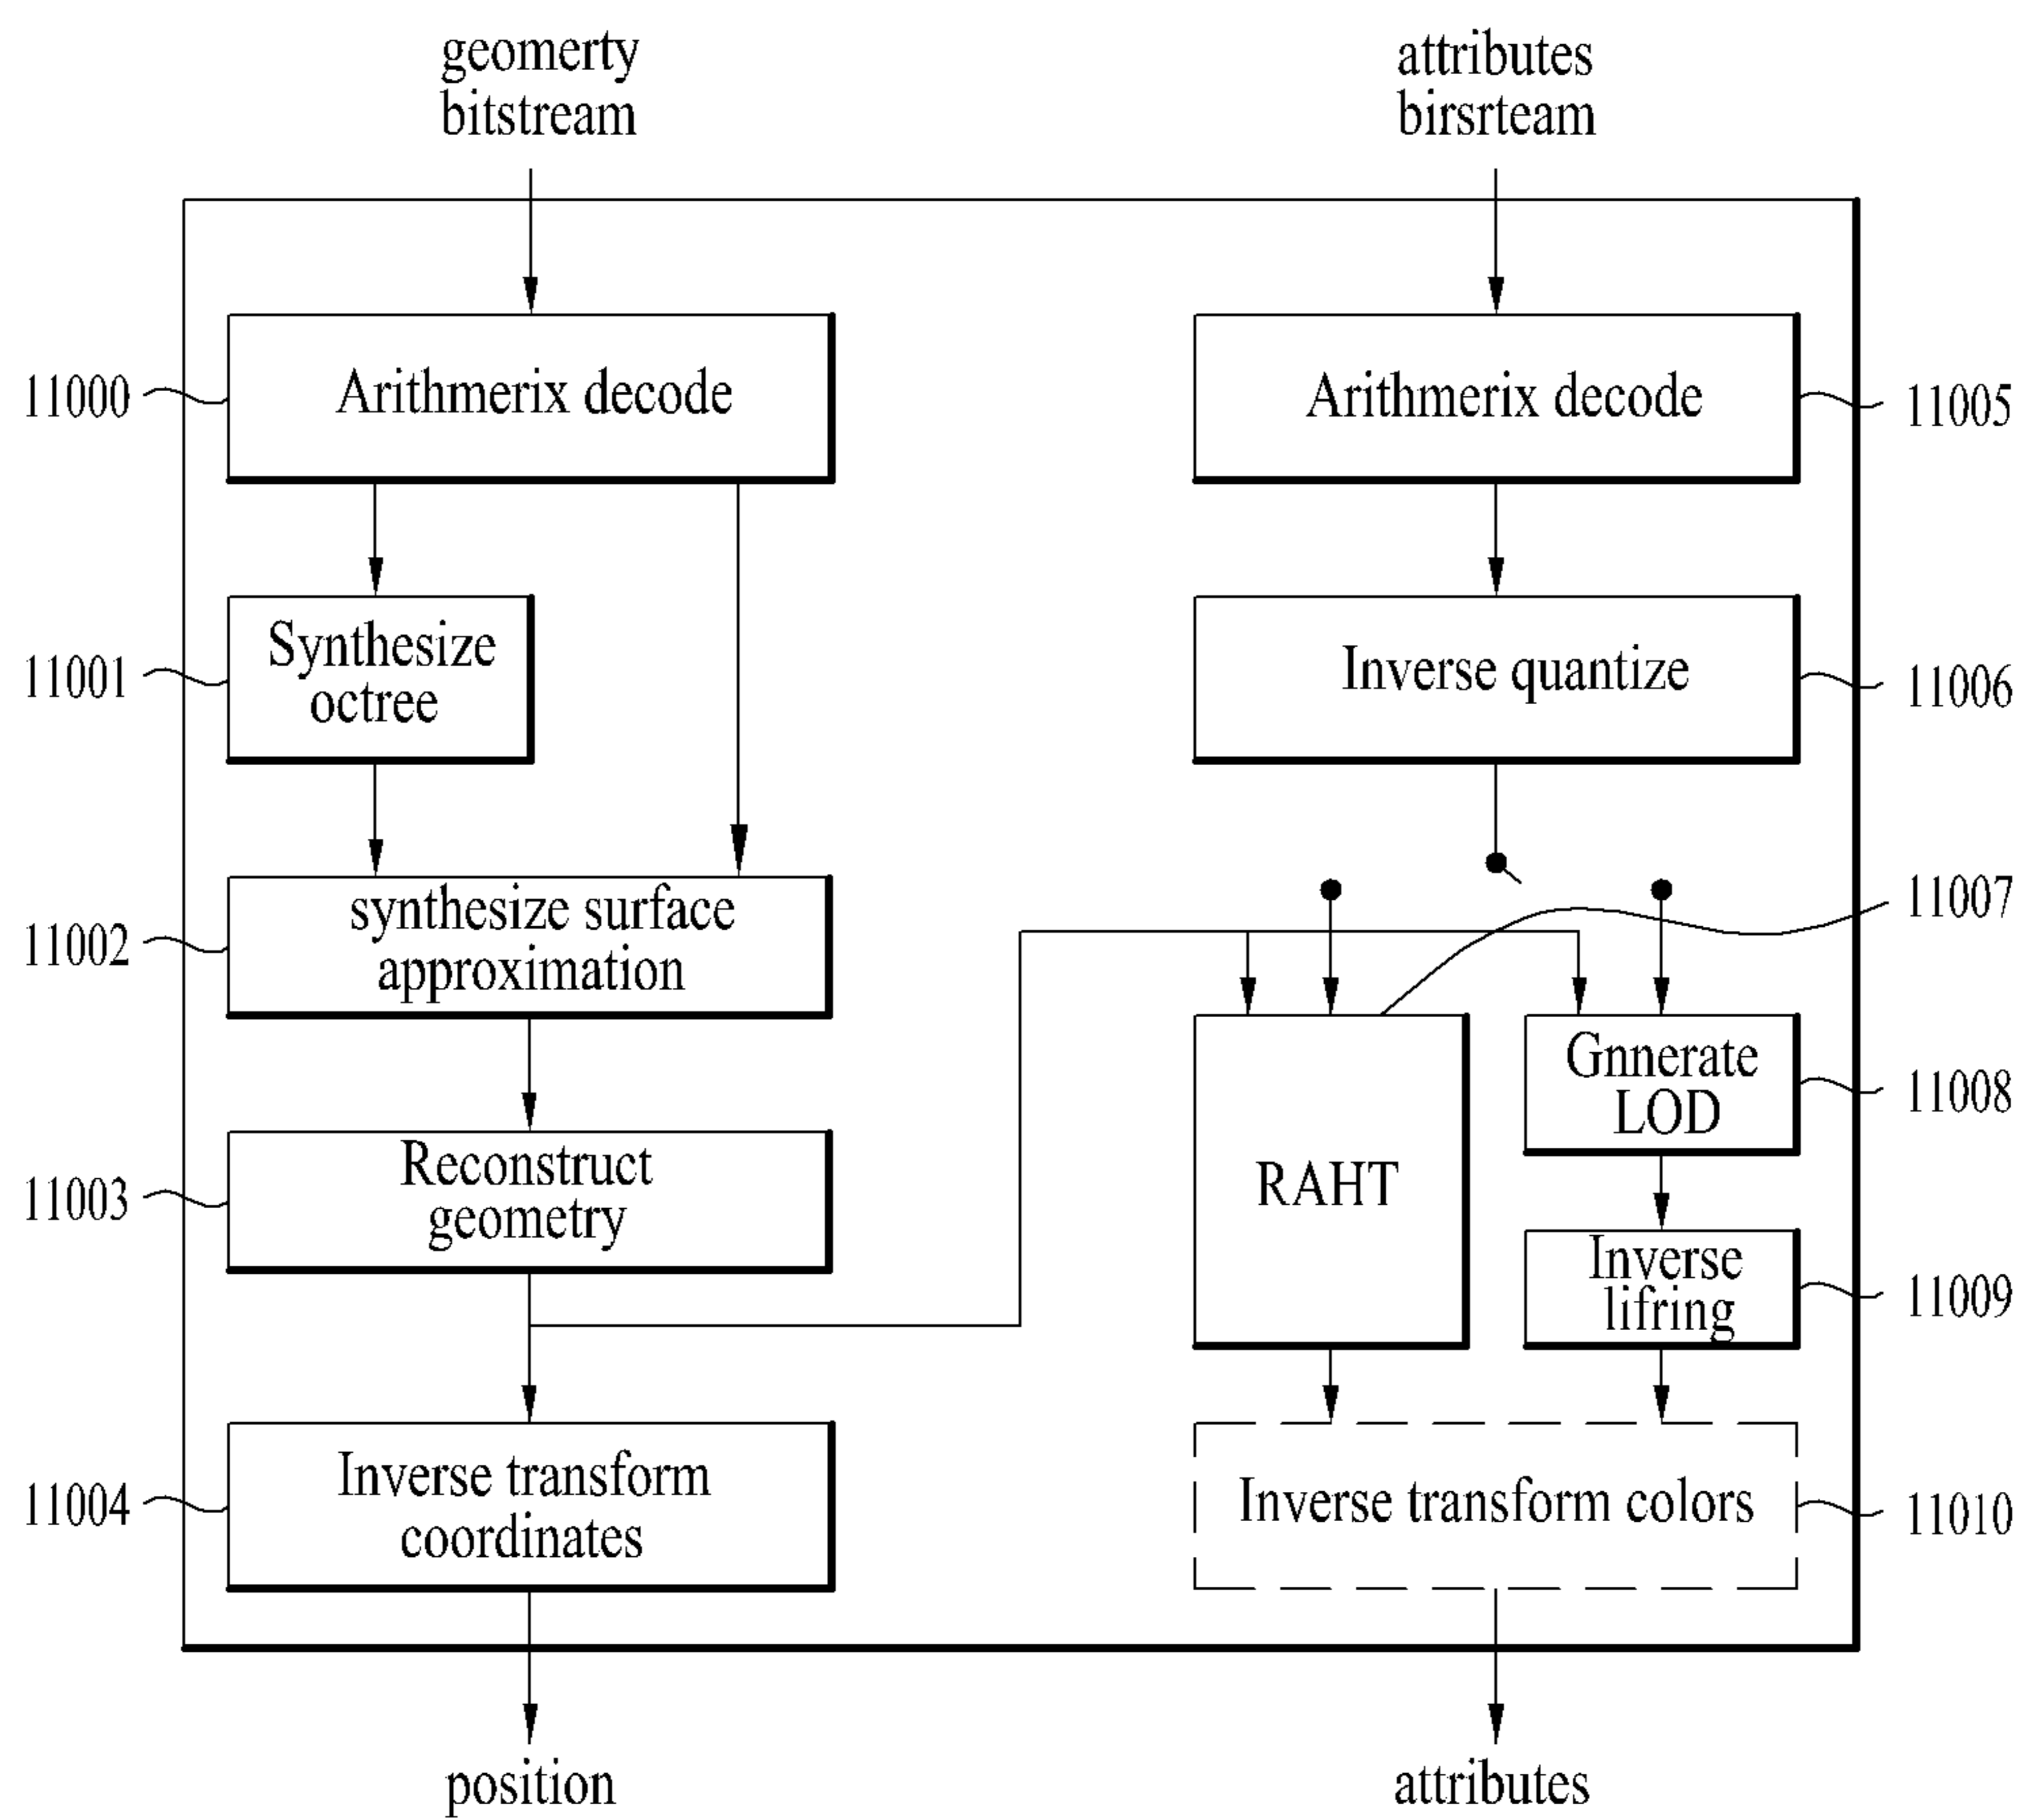 geomerty
bitstream
attributes
birsrteam
11000
Arithmerix decode
Arithmerix decode
11005
11001
Synthesize
octree
Inverse quantize
11006
11002
synthesize surface
approximation
11007
11003
Reconstruct
geometry
RAHT
Gnnerate
LOD
11008
Inverse
lifring
11009
11004
Inverse transform
coordinates
Inverse transform colors
11010
position
attributes